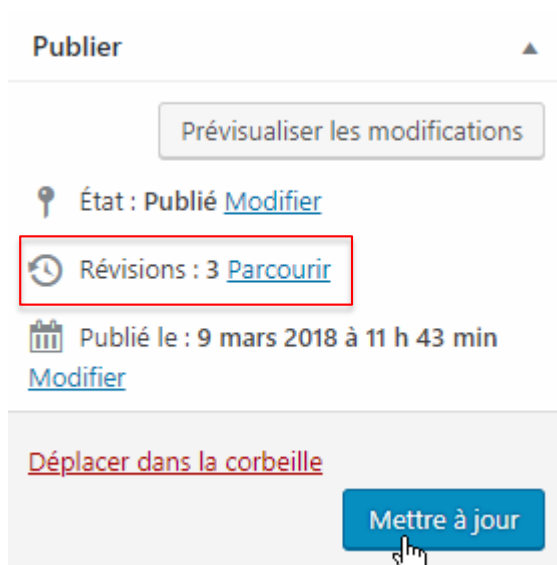 Publier
Prévisualiser les modifications
État : Publié Modifier
Révisions : 3 Parcourir
Publié le : 9 mars 2018 à 11 h 43 min
Modifier
Déplacer dans la corbeille
Mettre à jour